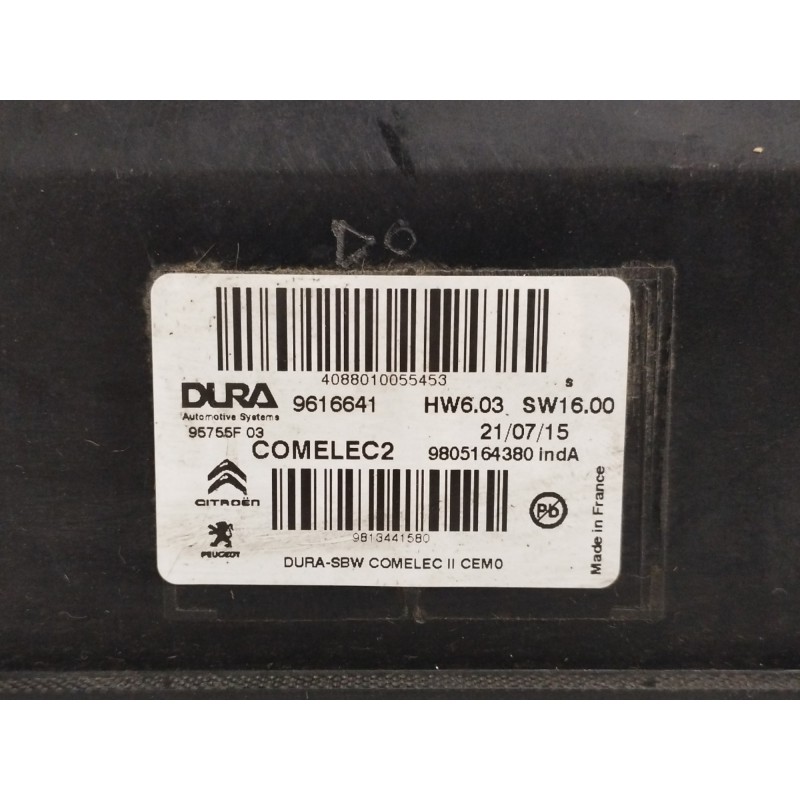 4088010055453
s
DURA
Automotive Systems
9616641
HW6.03 SW16.00
95755F 03
21/07/15
COMELEC2
9805164380 indA
CITROËN
Pb
Made in France
9813441580
PEUGEOT
DURA-SBW COMELEC II CEM0